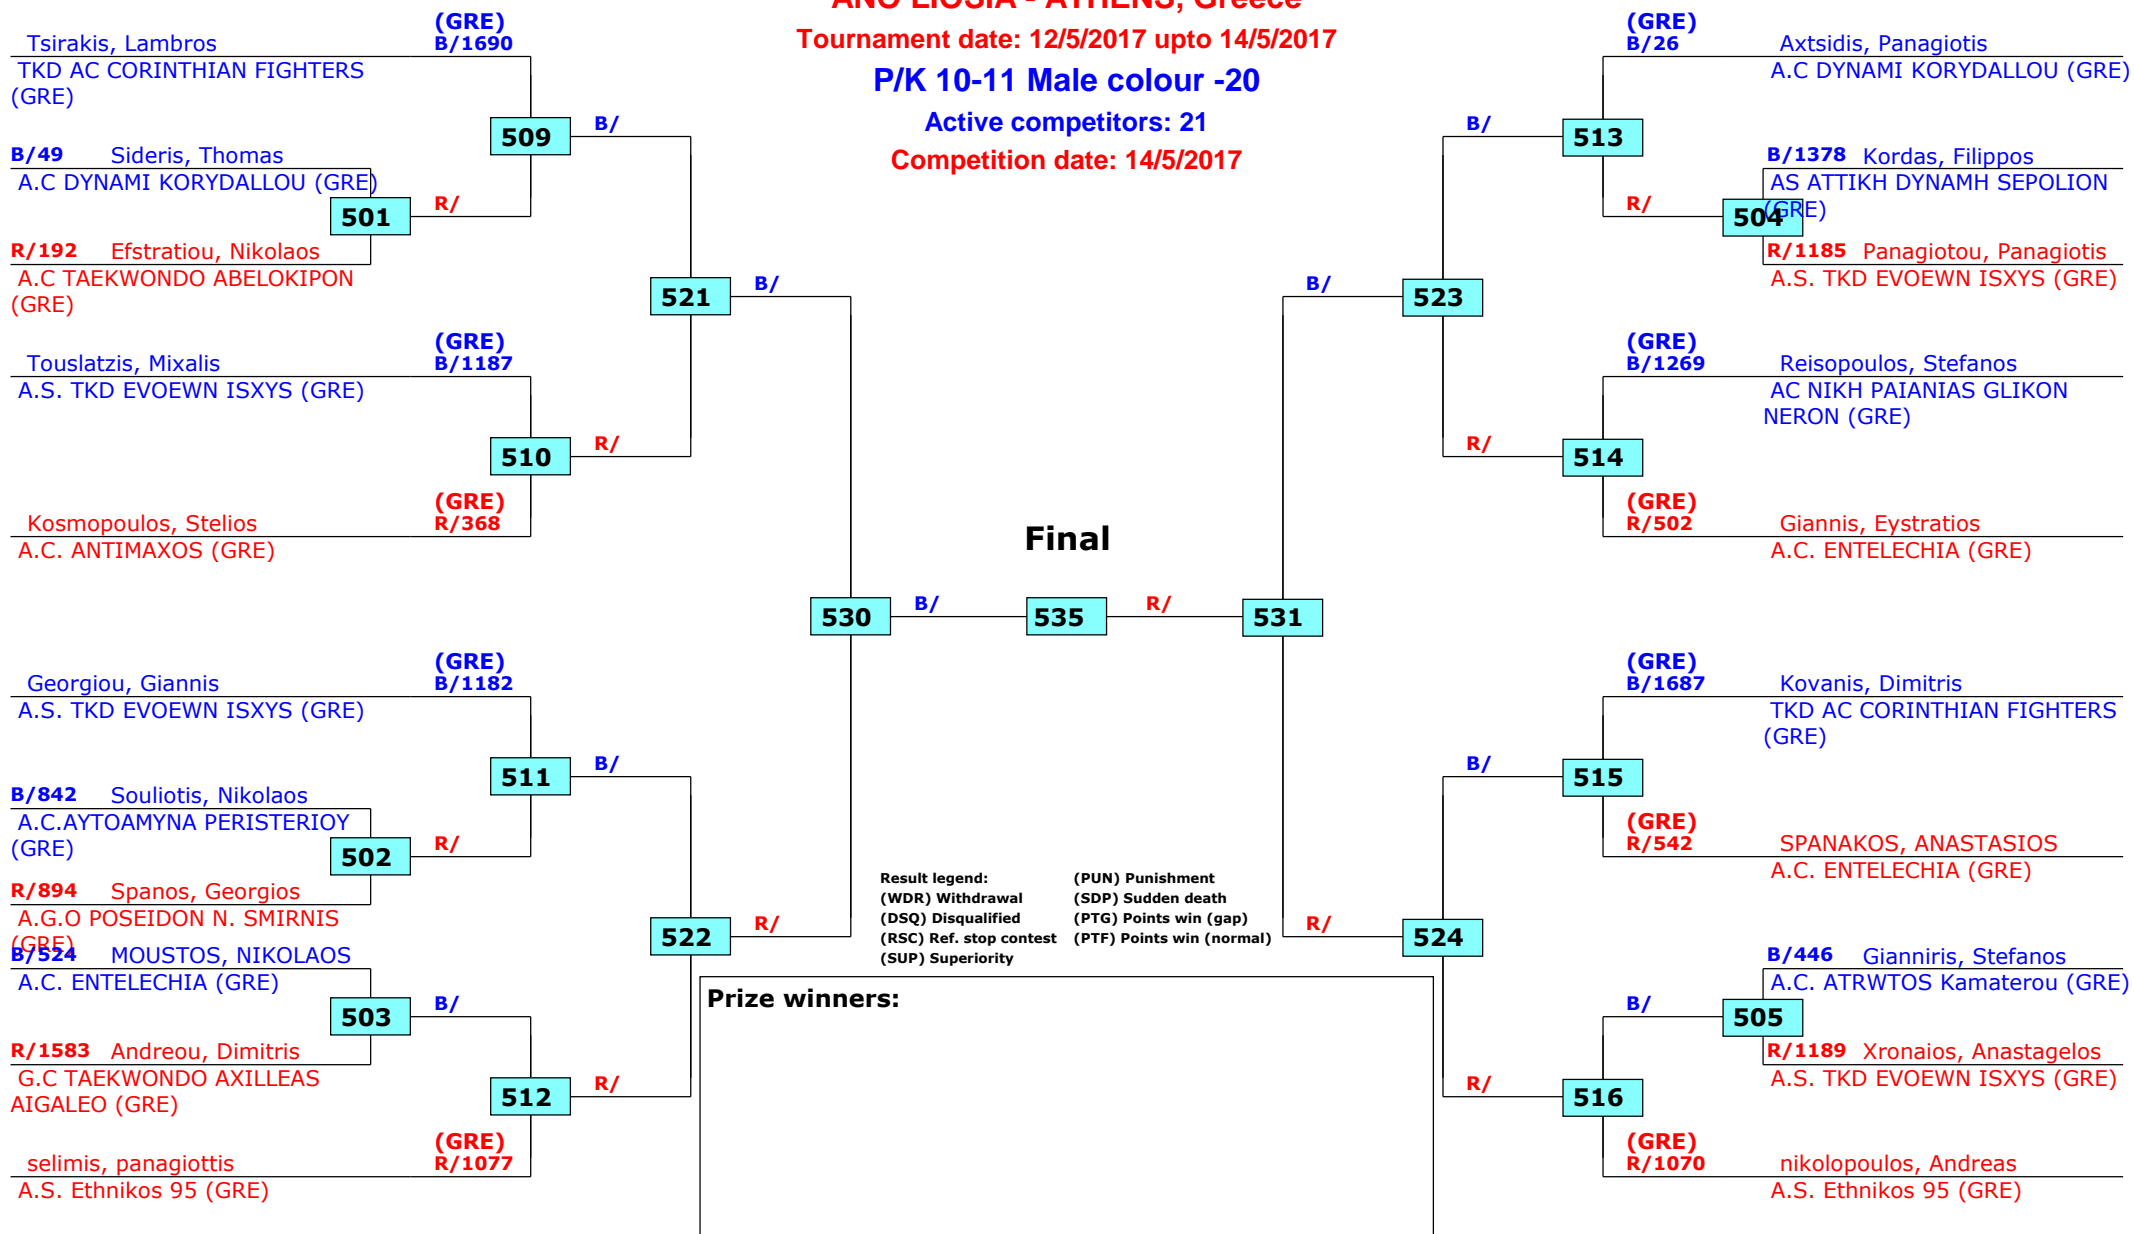 ANO LIOSIA - ATHENS, Greece
Tournament date: 12/5/2017 upto 14/5/2017
P/K 10-11 Male colour -20
Active competitors: 21
Competition date: 14/5/2017
(GRE)
Tsirakis, Lambros B/1690
TKD AC CORINTHIAN FIGHTERS
(GRE)
509
B/
B/49 Sideris, Thomas
A.C DYNAMI KORYDALLOU (GRE)
501
R/
R/192 Efstratiou, Nikolaos
A.C TAEKWONDO ABELOKIPON
(GRE)
521
B/
(GRE)
Touslatzis, Mixalis B/1187
A.S. TKD EVOEWN ISXYS (GRE)
510
R/
(GRE)
Kosmopoulos, Stelios R/368
A.C. ANTIMAXOS (GRE)
530
B/
(GRE)
Georgiou, Giannis B/1182
A.S. TKD EVOEWN ISXYS (GRE)
511
B/
B/842 Souliotis, Nikolaos
A.C.AYTOAMYNA PERISTERIOY
(GRE)
502
R/
R/894 Spanos, Georgios
A.G.O POSEIDON N. SMIRNIS
(GRE)
522
R/
B/524 MOUSTOS, NIKOLAOS
A.C. ENTELECHIA (GRE)
503
B/
R/1583 Andreou, Dimitris
G.C TAEKWONDO AXILLEAS
AIGALEO (GRE)
512
R/
(GRE)
selimis, panagiottis R/1077
A.S. Ethnikos 95 (GRE)
Final
535
R/
531
(GRE)
B/26 Axtsidis, Panagiotis
A.C DYNAMI KORYDALLOU (GRE)
B/
513
B/1378 Kordas, Filippos
AS ATTIKH DYNAMH SEPOLION
(GRE)
R/
504
R/1185 Panagiotou, Panagiotis
A.S. TKD EVOEWN ISXYS (GRE)
B/
523
(GRE)
B/1269 Reisopoulos, Stefanos
AC NIKH PAIANIAS GLIKON
NERON (GRE)
R/
514
(GRE)
R/502 Giannis, Eystratios
A.C. ENTELECHIA (GRE)
(GRE)
B/1687 Kovanis, Dimitris
TKD AC CORINTHIAN FIGHTERS
(GRE)
B/
515
(GRE)
R/542 SPANAKOS, ANASTASIOS
A.C. ENTELECHIA (GRE)
R/
524
B/446 Gianniris, Stefanos
A.C. ATRWTOS Kamaterou (GRE)
B/
505
R/1189 Xronaios, Anastagelos
A.S. TKD EVOEWN ISXYS (GRE)
R/
516
(GRE)
R/1070 nikolopoulos, Andreas
A.S. Ethnikos 95 (GRE)
Result legend: (PUN) Punishment
(WDR) Withdrawal (SDP) Sudden death
(DSQ) Disqualified (PTG) Points win (gap)
(RSC) Ref. stop contest (PTF) Points win (normal)
(SUP) Superiority
Prize winners: